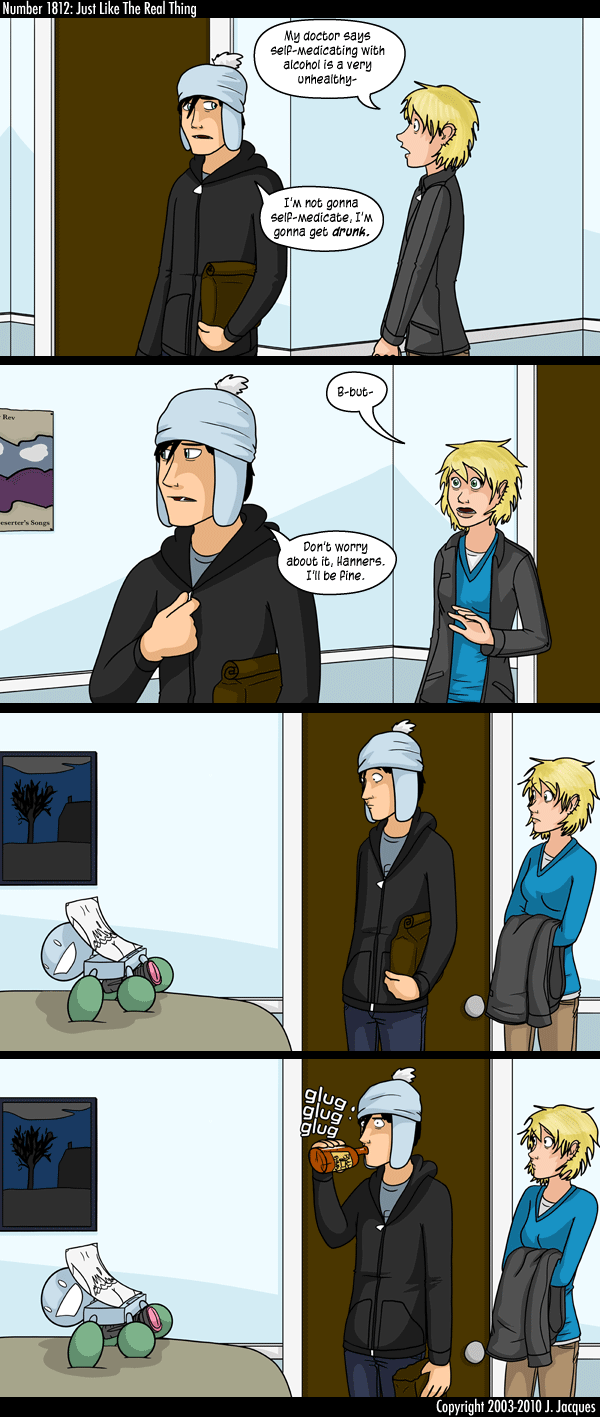 Number 1812: Just Like The Real Thing
My doctor says
self-medicating with
alcohol is a very
unhealthy-
I'm not gonna
self-medicate, I'm
gonna get drunk.
B-but-
Rev
eserter's Songs
Don't worry
about it, Hanners.
I'll be fine.
glug
glug
glug
Copyright 2003-2010 J. Jacques